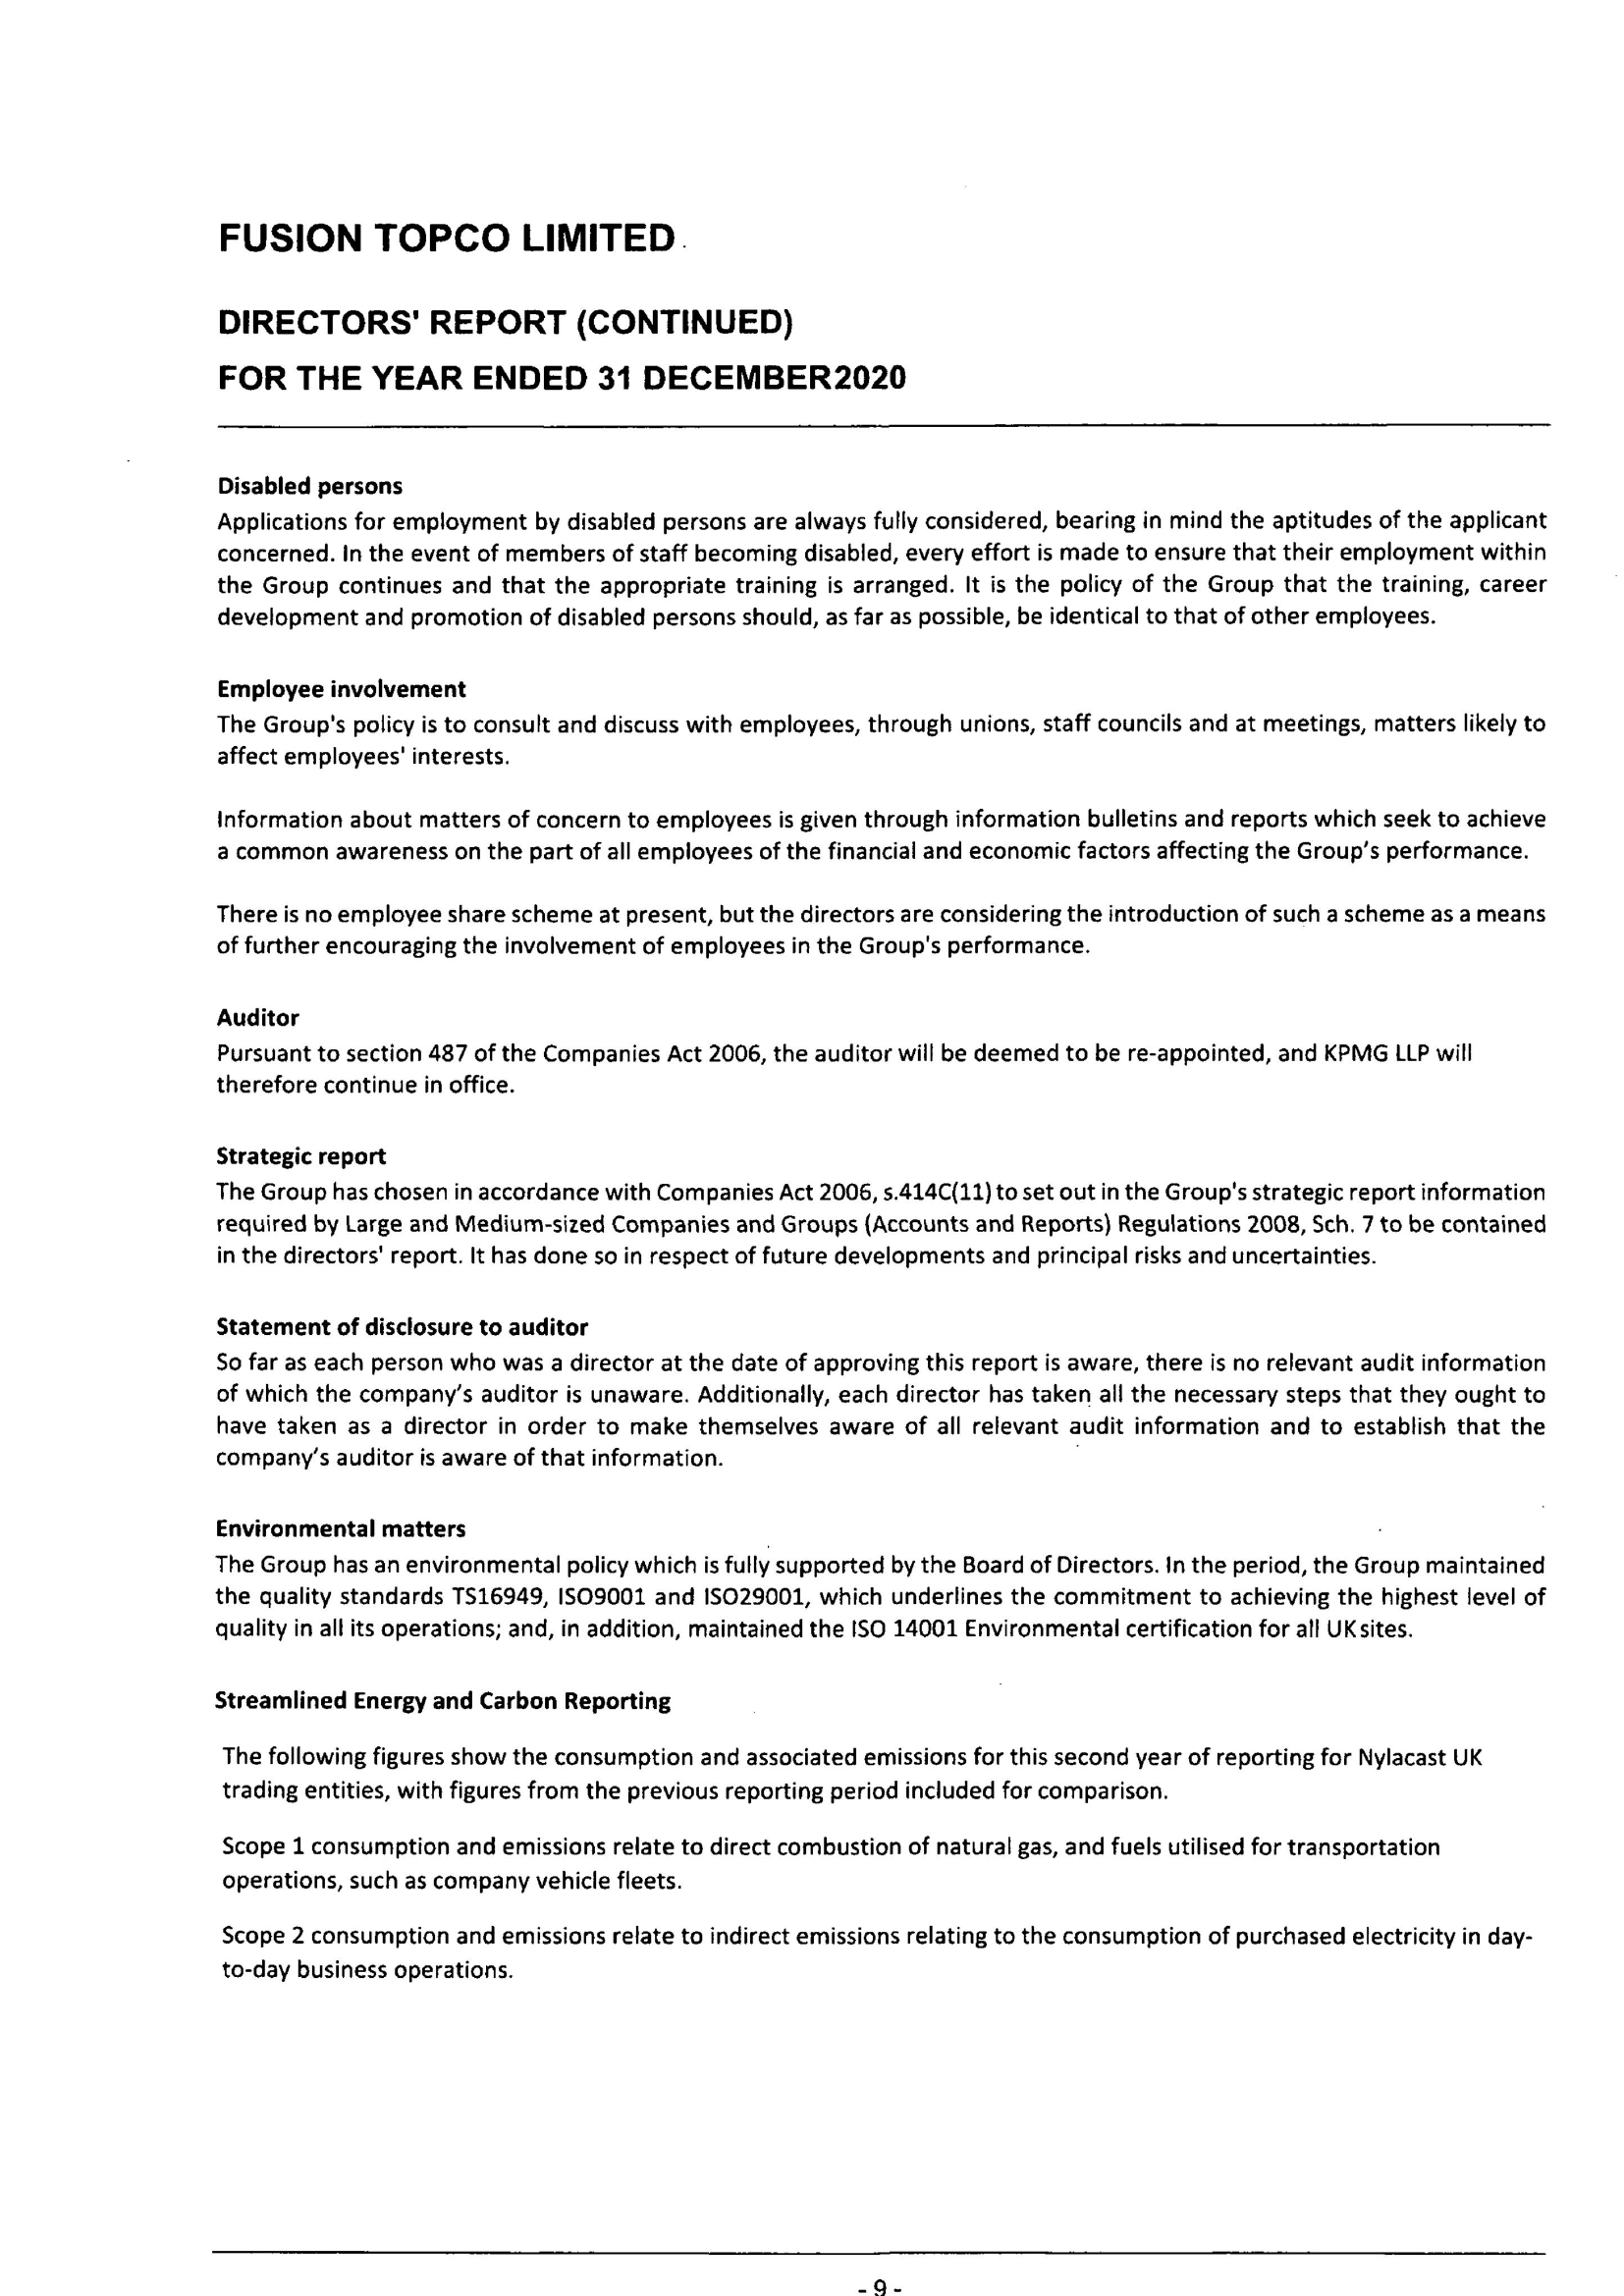 FUSION TOPCO LIMITED
DIRECTORS' REPORT (CONTINUED)
FOR THE YEAR ENDED 31 DECEMBER2020
Disabled persons
Applications for employment by disabled persons are always fully considered, bearing in mind the aptitudes of the applicant
concerned. In the event of members of staff becoming disabled, every effort is made to ensure that their employment within
the Group continues and that the appropriate training is arranged. It is the policy of the Group that the training, career
development and promotion of disabled persons should, as far as possible, be identical to that of other employees.
Employee involvement
The Group's policy is to consult and discuss with employees, through unions, staff councils and at meetings, matters likely to
affect employees' interests.
Information about matters of concern to employees is given through information bulletins and reports which seek to achieve
a common awareness on the part of all employees of the financial and economic factors affecting the Group's performance.
There is no employee share scheme at present, but the directors are considering the introduction of such a scheme as a means
of further encouraging the involvement of employees in the Group's performance.
Auditor
Pursuant to section 487 of the Companies Act 2006, the auditor will be deemed to be re-appointed, and KPMG LLP will
therefore continue in office.
Strategic report
The Group has chosen in accordance with Companies Act 2006, s.414C(11) to set out in the Group's strategic report information
required by Large and Medium-sized Companies and Groups (Accounts and Reports) Regulations 2008, Sch. 7 to be contained
in the directors' report. It has done so in respect of future developments and principal risks and uncertainties.
Statement of disclosure to auditor
So far as each person who was a director at the date of approving this report is aware, there is no relevant audit information
of which the company's auditor is unaware. Additionally, each director has taken all the necessary steps that they ought to
have taken as a director in order to make themselves aware of all relevant audit information and to establish that the
company's auditor is aware of that information.
Environmental matters
The Group has an environmental policy which is fully supported by the Board of Directors. In the period, the Group maintained
the quality standards TS16949, ISO9001 and ISO29001, which underlines the commitment to achieving the highest level of
quality in all its operations; and, in addition, maintained the ISO 14001 Environmental certification for all UK sites.
Streamlined Energy and Carbon Reporting
The following figures show the consumption and associated emissions for this second year of reporting for Nylacast UK
trading entities, with figures from the previous reporting period included for comparison.
Scope 1 consumption and emissions relate to direct combustion of natural gas, and fuels utilised for transportation
operations, such as company vehicle fleets.
Scope 2 consumption and emissions relate to indirect emissions relating to the consumption of purchased electricity in day-
to-day business operations.
- 9 -